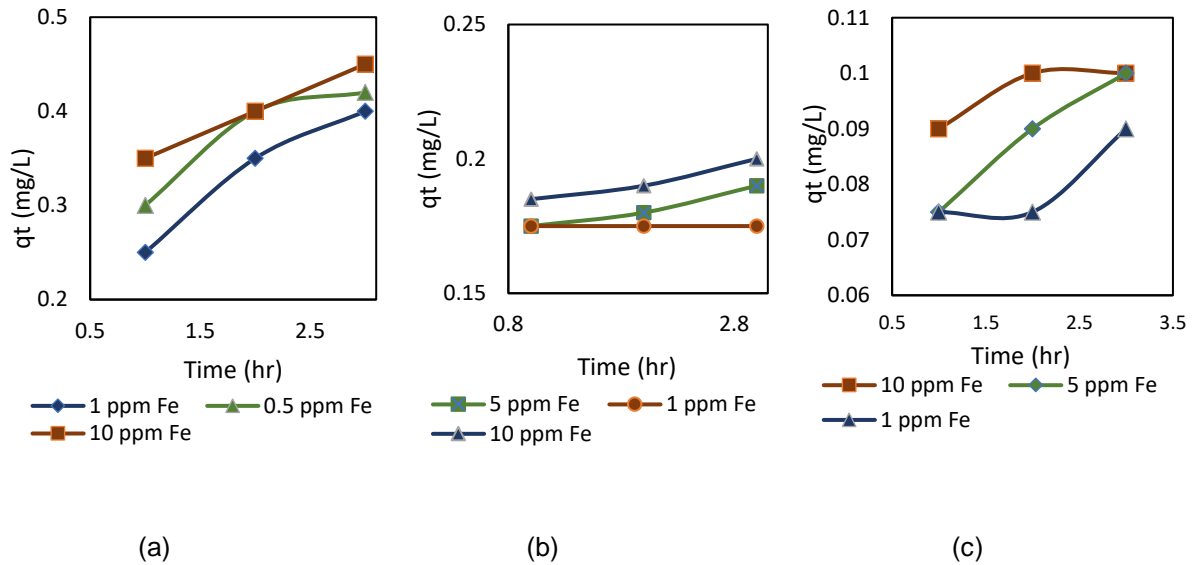 0.5
0.4
0.3
0.2
qt (mg/L)
0.5 1.5 2.5
Time (hr)
1 ppm Fe 0.5 ppm Fe
10 ppm Fe
(a)
0.25
0.2
0.15
qt (mg/L)
0.8 2.8
Time (hr)
5 ppm Fe 1 ppm Fe
10 ppm Fe
(b)
0.11
0.1
0.09
0.08
0.07
0.06
qt (mg/L)
0.5 1.5 2.5 3.5
Time (hr)
10 ppm Fe 5 ppm Fe
1 ppm Fe
(c)